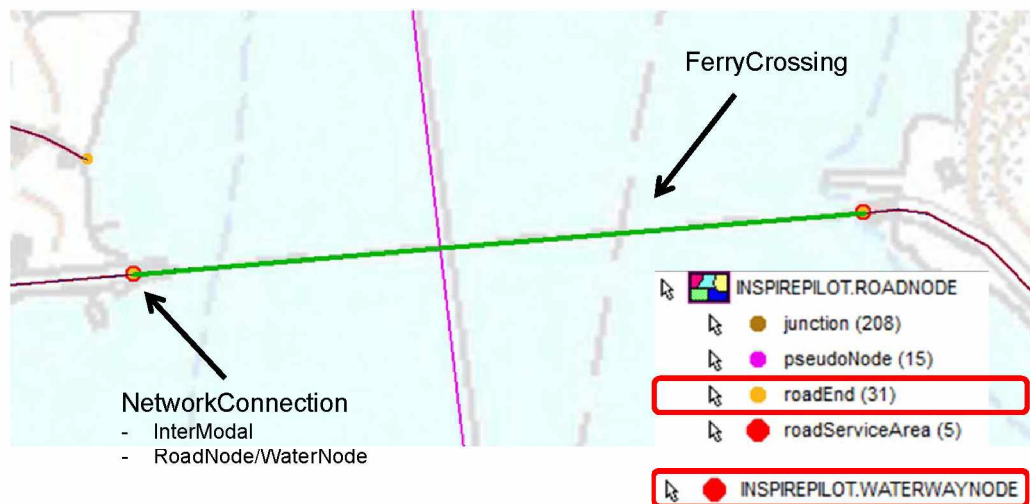 FerryCrossing
NetworkConnection
- InterModal
- RoadNode/WaterNode
INSPIREPILOT.ROADNODE
junction (208)
pseudoNode (15)
roadEnd (31)
roadServiceArea (5)
INSPIREPILOT.WATERWAYNODE